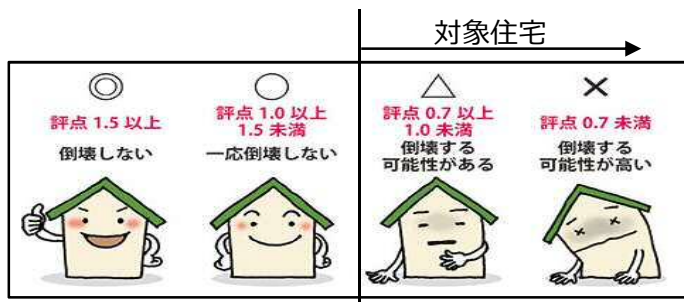 対象住宅
◎
評点 1.5 以上
倒壊しない
○
評点 1.0 以上
1.5 未満
一応倒壊しない
△
評点 0.7 以上
1.0 未満
倒壊する
可能性がある
×
評点 0.7 未満
倒壊する
可能性が高い